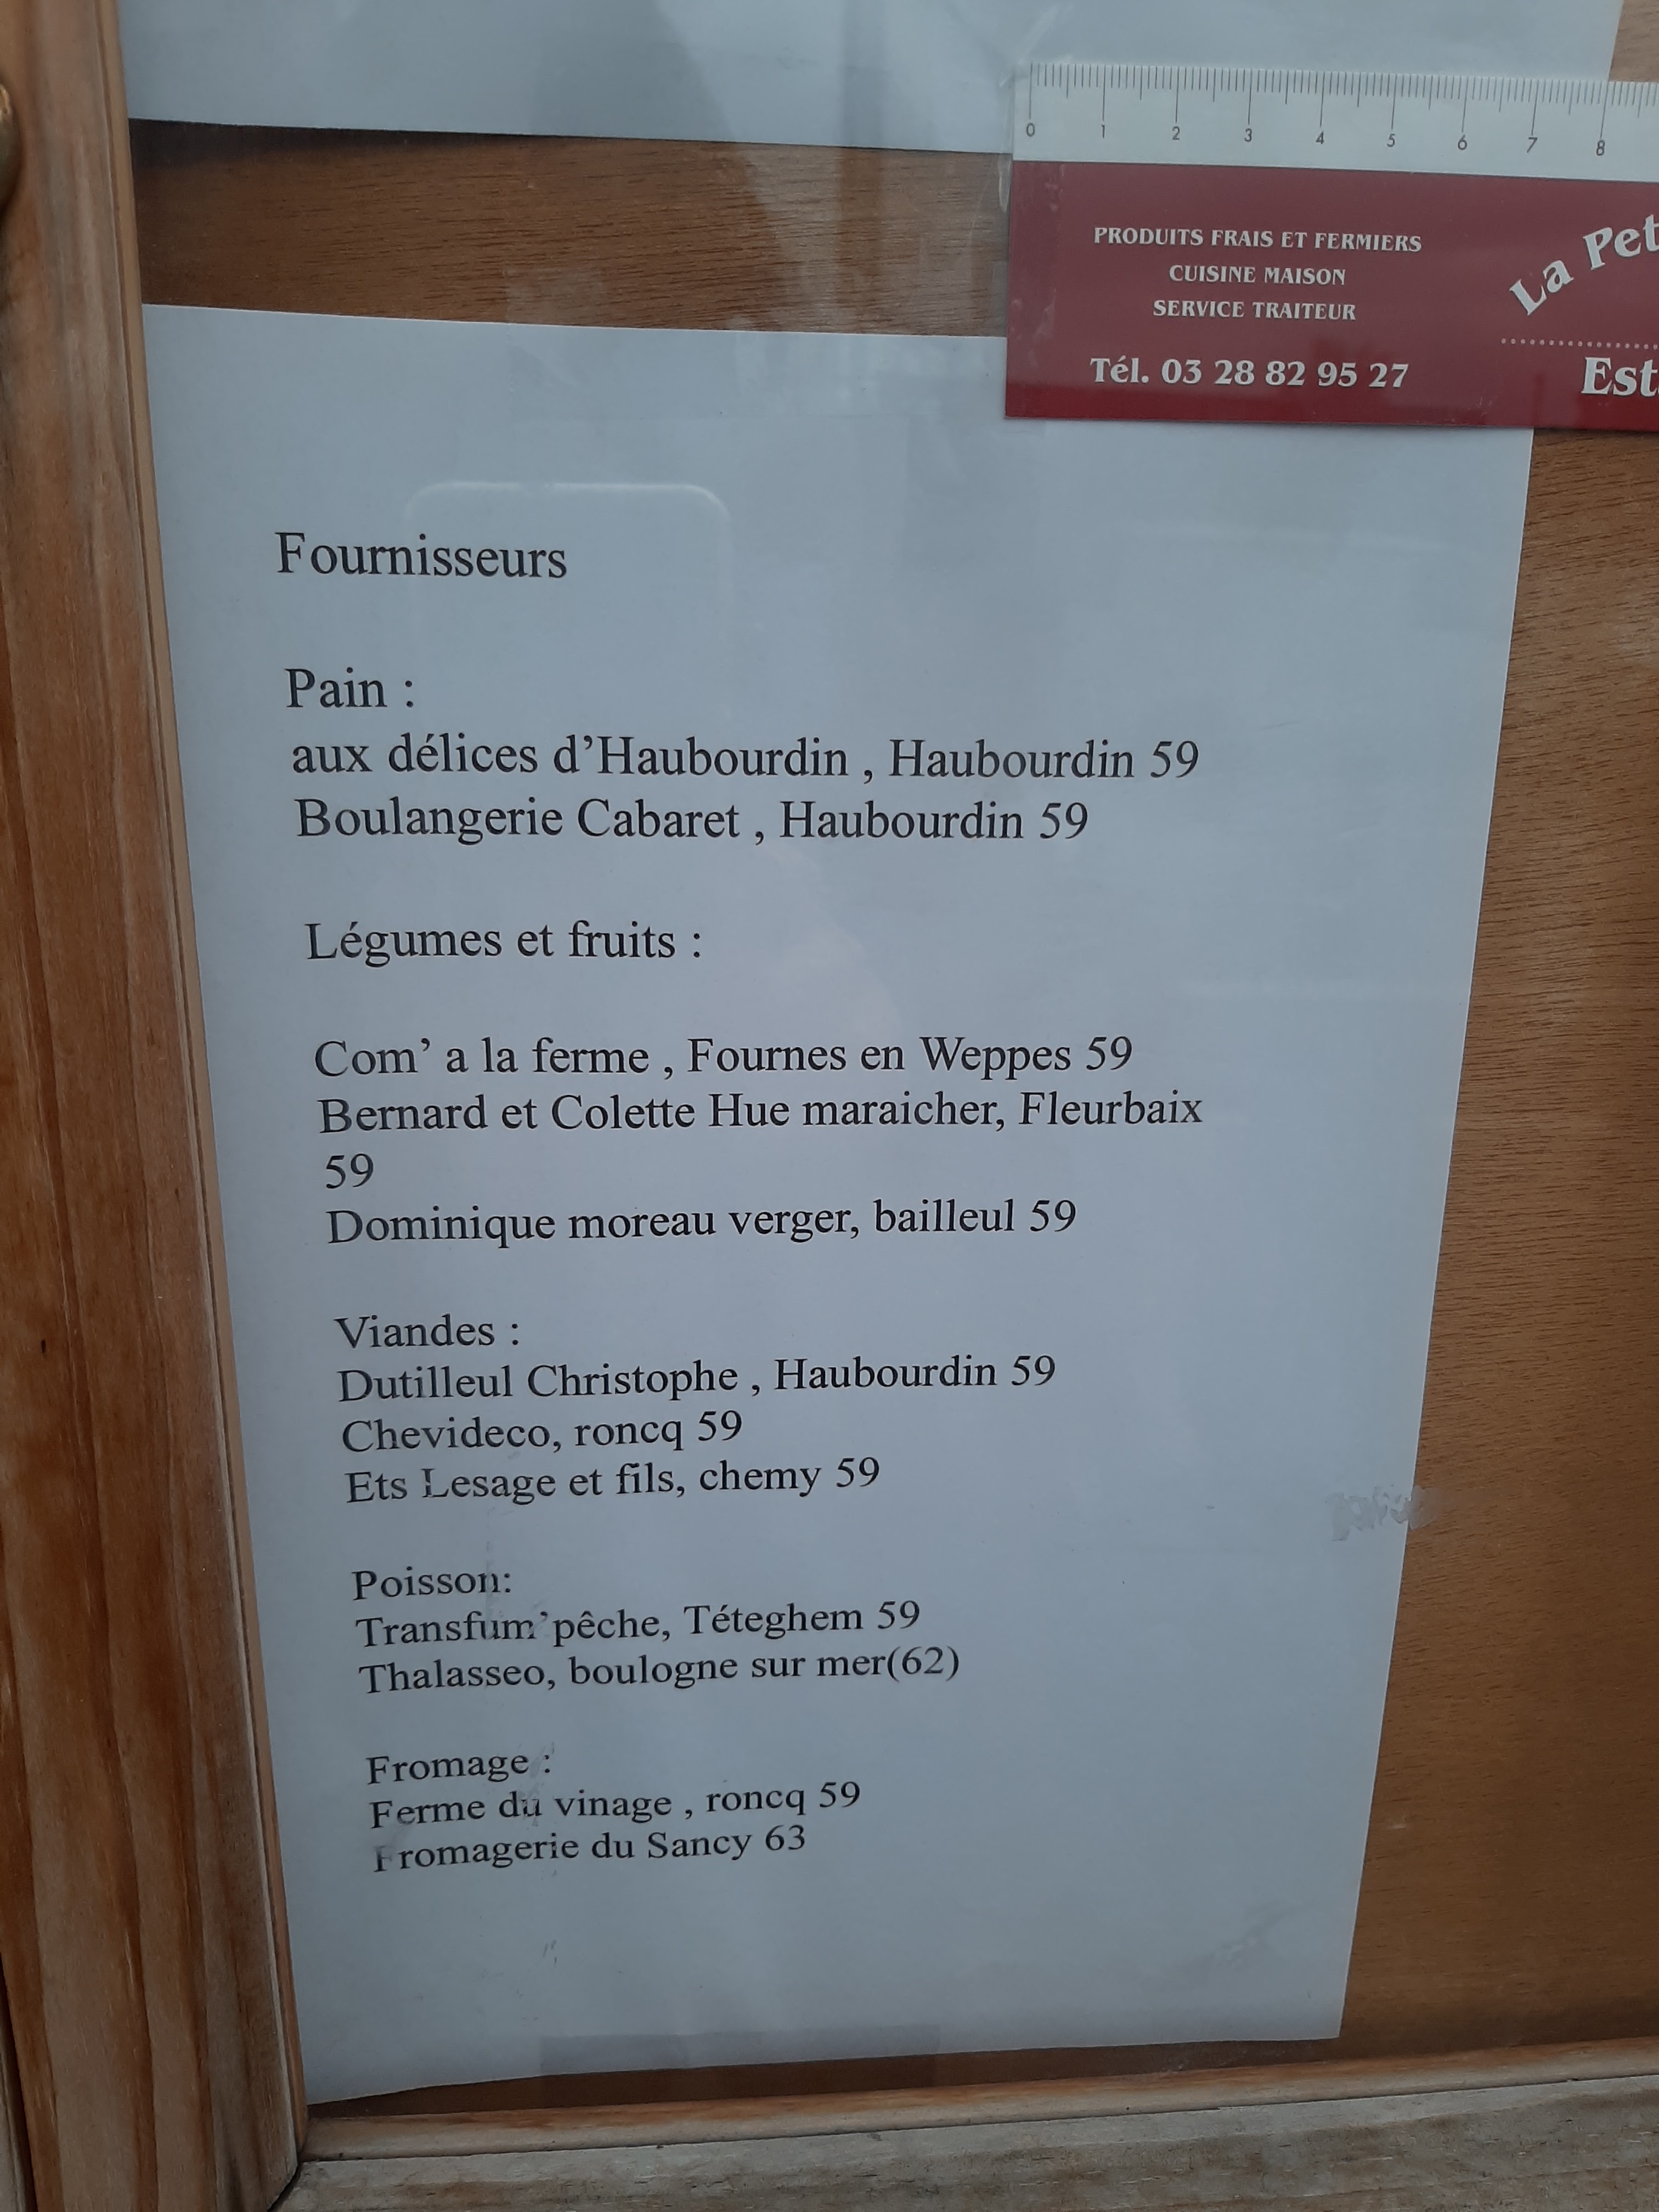 0 1 2 3 4 5 6 7 8
PRODUITS FRAIS ET FERMIERS
CUISINE MAISON
SERVICE TRAITEUR
Tél. 03 28 82 95 27
La
Fournisseurs
Pain :
aux délices d’Haubourdin , Haubourdin 59
Boulangerie Cabaret , Haubourdin 59
Légumes et fruits :
Com’ a la ferme , Fournes en Weppes 59
Bernard et Colette Hue maraicher, Fleurbaix
59
Dominique moreau verger, bailleul 59
Viandes :
Dutilleul Christophe , Haubourdin 59
Chevideco, roncq 59
Ets Lesage et fils, chemy 59
Poisson:
Transfum’pêche, Téteghem 59
Thalasseo, boulogne sur mer(62)
Fromage :
Ferme du vinage , roncq 59
Fromagerie du Sancy 63